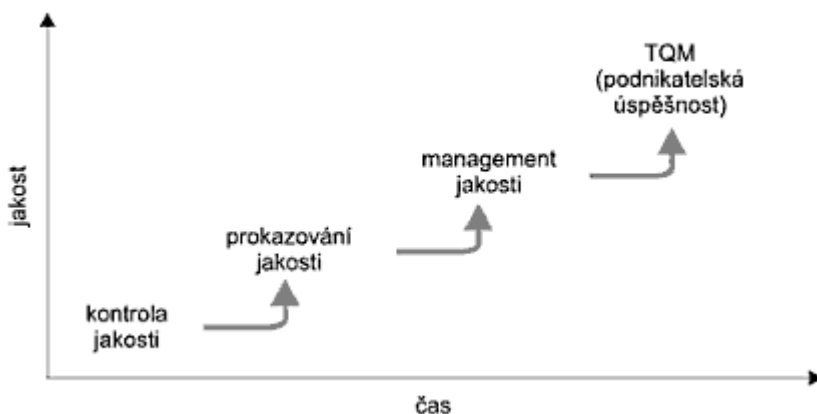 TQM
(podnikatelská
úspěšnost)
management
jakosti
prokazování
jakosti
kontrola
jakosti
jakost
čas